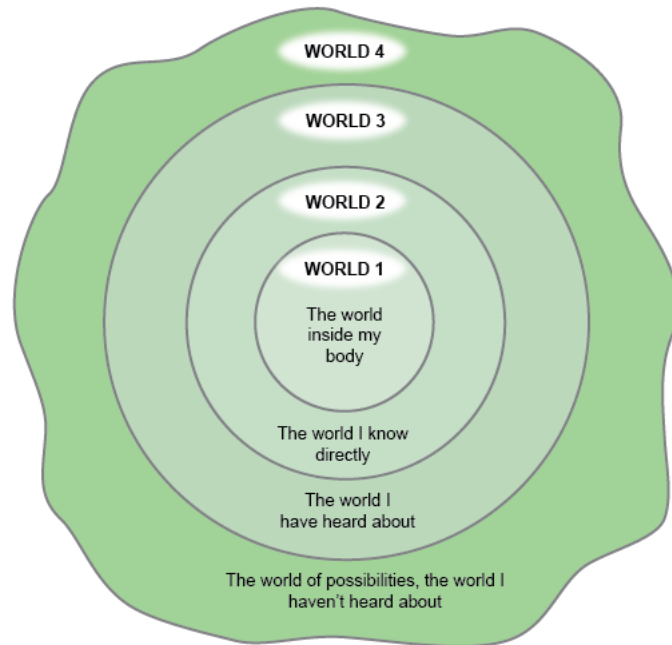 WORLD 4
WORLD 3
WORLD 2
WORLD 1
The world
inside my
body
The world I know
directly
The world I
have heard about
The world of possibilities, the world I
haven't heard about